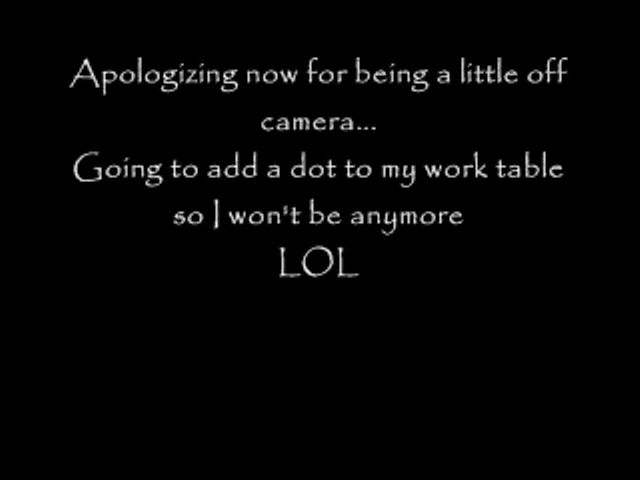 Apologizing now for being a little off
camera...
Going to add a dot to my work table
so I won't be anymore
LOL